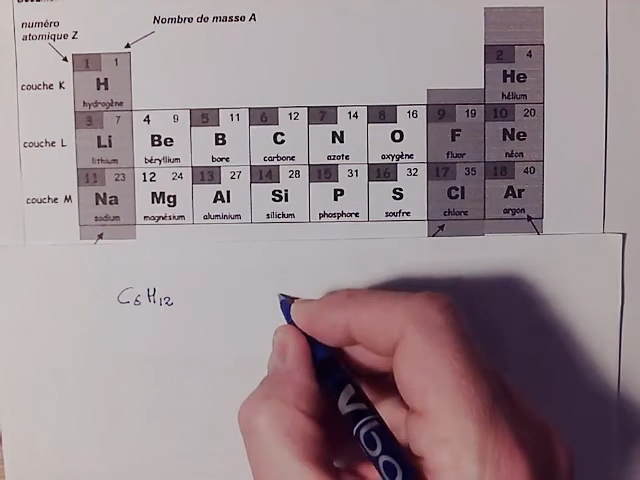 numéro
atomique Z
Nombre de masse A
couche K
1 1
H
hydrogène
2 4
He
hélium
couche L
3 7
Li
lithium
4 9
Be
béryllium
5 11
B
bore
6 12
C
carbone
7 14
N
azote
8 16
O
oxygène
9 19
F
fluor
10 20
Ne
néon
couche M
11 23
Na
sodium
12 24
Mg
magnésium
13 27
Al
aluminium
14 28
Si
silicium
15 31
P
phosphore
16 32
S
soufre
17 35
Cl
chlore
18 40
Ar
argon
C5H12